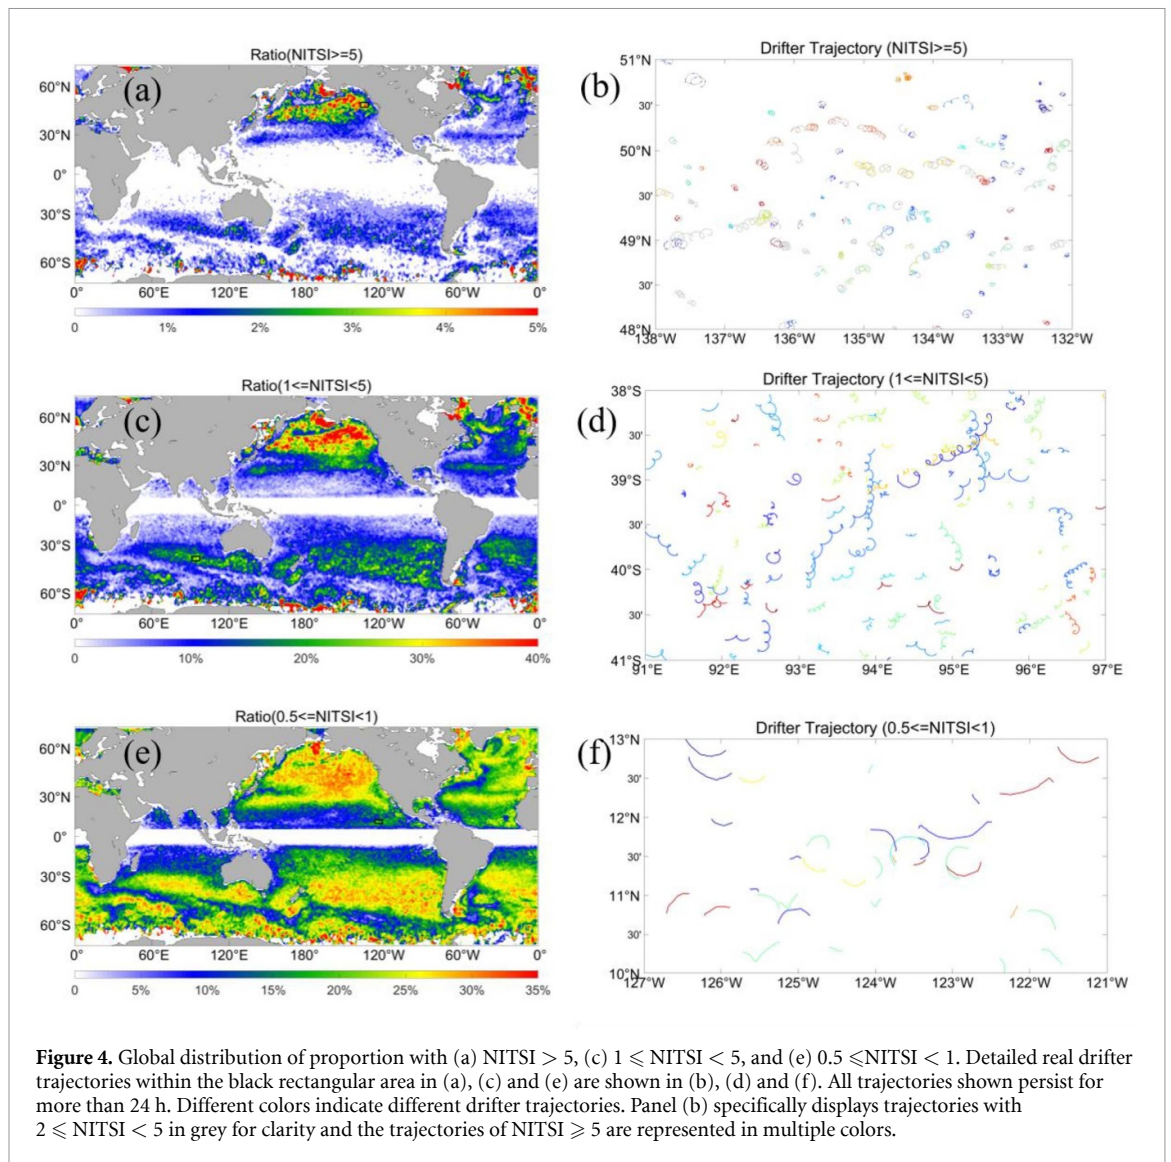 Ratio(NITSI>=5)
(a)
60°N
30°N
0°
30°S
60°S
0° 60°E 120°E 180°E 120°W 60°W 0°
0 1% 2% 3% 4% 5%
Drifter Trajectory (NITSI>=5)
(b)
51°N
30'
50°N
30'
49°N
30'
48°N
138°W 137°W 136°W 135°W 134°W 133°W 132°W
Ratio(1<=NITSI<5)
(c)
60°N
30°N
0°
30°S
60°S
0° 60°E 120°E 180°E 120°W 60°W 0°
0 10% 20% 30% 40%
Drifter Trajectory (1<=NITSI<5)
(d)
38°S
30'
39°S
30'
40°S
30'
41°S
91°E 92°E 93°E 94°E 95°E 96°E 97°E
Ratio(0.5<=NITSI<1)
(e)
60°N
30°N
0°
30°S
60°S
0° 60°E 120°E 180°E 120°W 60°W 0°
0 5% 10% 15% 20% 25% 30% 35%
Drifter Trajectory (0.5<=NITSI<1)
(f)
13°N
30'
12°N
30'
11°N
30'
10°N
127°W 126°W 125°W 124°W 123°W 122°W 121°W
Figure 4. Global distribution of proportion with (a) NITSI > 5, (c) 1 ⩽ NITSI < 5, and (e) 0.5 ⩽NITSI < 1. Detailed real drifter
trajectories within the black rectangular area in (a), (c) and (e) are shown in (b), (d) and (f). All trajectories shown persist for
more than 24 h. Different colors indicate different drifter trajectories. Panel (b) specifically displays trajectories with
2 ⩽ NITSI < 5 in grey for clarity and the trajectories of NITSI ⩾ 5 are represented in multiple colors.